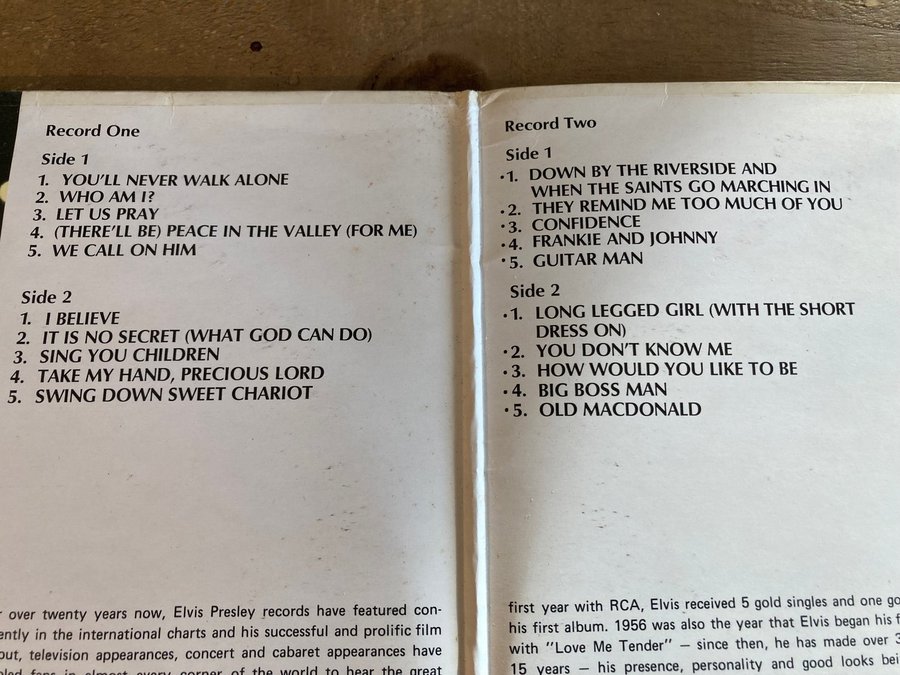 Record One
Side 1
1. YOU'LL NEVER WALK ALONE
2. WHO AM I?
3. LET US PRAY
4. (THERE'LL BE) PEACE IN THE VALLEY (FOR ME)
5. WE CALL ON HIM
Side 2
1. I BELIEVE
2. IT IS NO SECRET (WHAT GOD CAN DO)
3. SING YOU CHILDREN
4. TAKE MY HAND, PRECIOUS LORD
5. SWING DOWN SWEET CHARIOT
over twenty years now, Elvis Presley records have featured con-
in the international charts and his successful and prolific film
television appearances, concert and cabaret appearances have
fans in almost every corner of the world to hear the great
Record Two
Side 1
•1. DOWN BY THE RIVERSIDE AND
WHEN THE SAINTS GO MARCHING IN
•2. THEY REMIND ME TOO MUCH OF YOU
•3. CONFIDENCE
•4. FRANKIE AND JOHNNY
•5. GUITAR MAN
Side 2
•1. LONG LEGGED GIRL (WITH THE SHORT
DRESS ON)
•2. YOU DON'T KNOW ME
•3. HOW WOULD YOU LIKE TO BE
•4. BIG BOSS MAN
•5. OLD MACDONALD
first year with RCA, Elvis received 5 gold singles and one
his first album. 1956 was also the year that Elvis began his
with "Love Me Tender" — since then, he has made over
15 years — his presence, personality and good looks